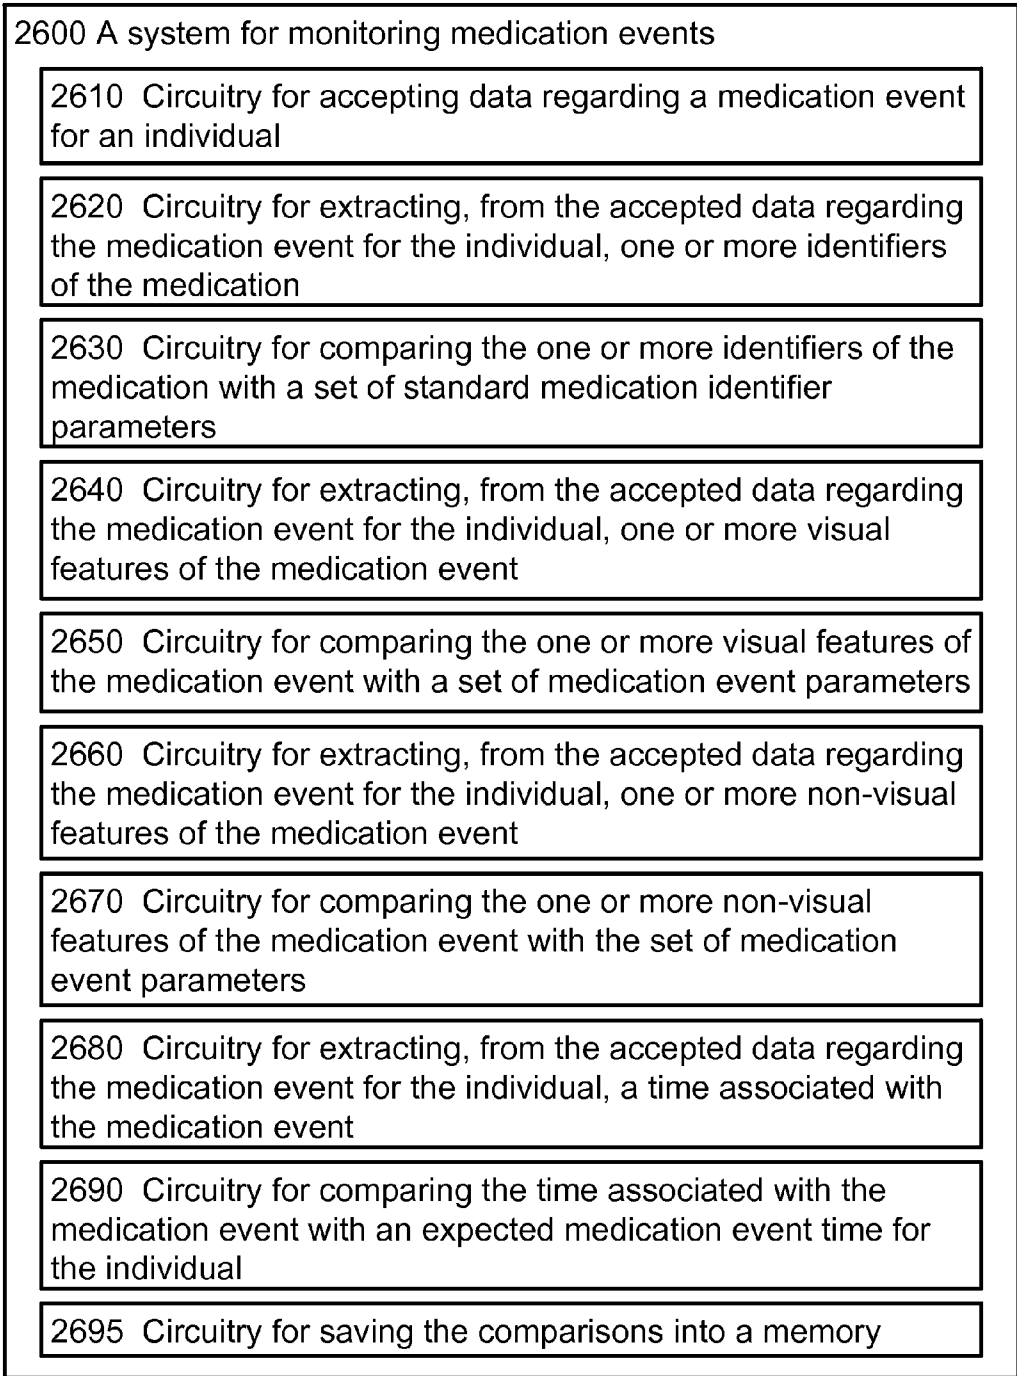 2600 A system for monitoring medication events
2610 Circuitry for accepting data regarding a medication event
for an individual
2620 Circuitry for extracting, from the accepted data regarding
the medication event for the individual, one or more identifiers
of the medication
2630 Circuitry for comparing the one or more identifiers of the
medication with a set of standard medication identifier
parameters
2640 Circuitry for extracting, from the accepted data regarding
the medication event for the individual, one or more visual
features of the medication event
2650 Circuitry for comparing the one or more visual features of
the medication event with a set of medication event parameters
2660 Circuitry for extracting, from the accepted data regarding
the medication event for the individual, one or more non-visual
features of the medication event
2670 Circuitry for comparing the one or more non-visual
features of the medication event with the set of medication
event parameters
2680 Circuitry for extracting, from the accepted data regarding
the medication event for the individual, a time associated with
the medication event
2690 Circuitry for comparing the time associated with the
medication event with an expected medication event time for
the individual
2695 Circuitry for saving the comparisons into a memory